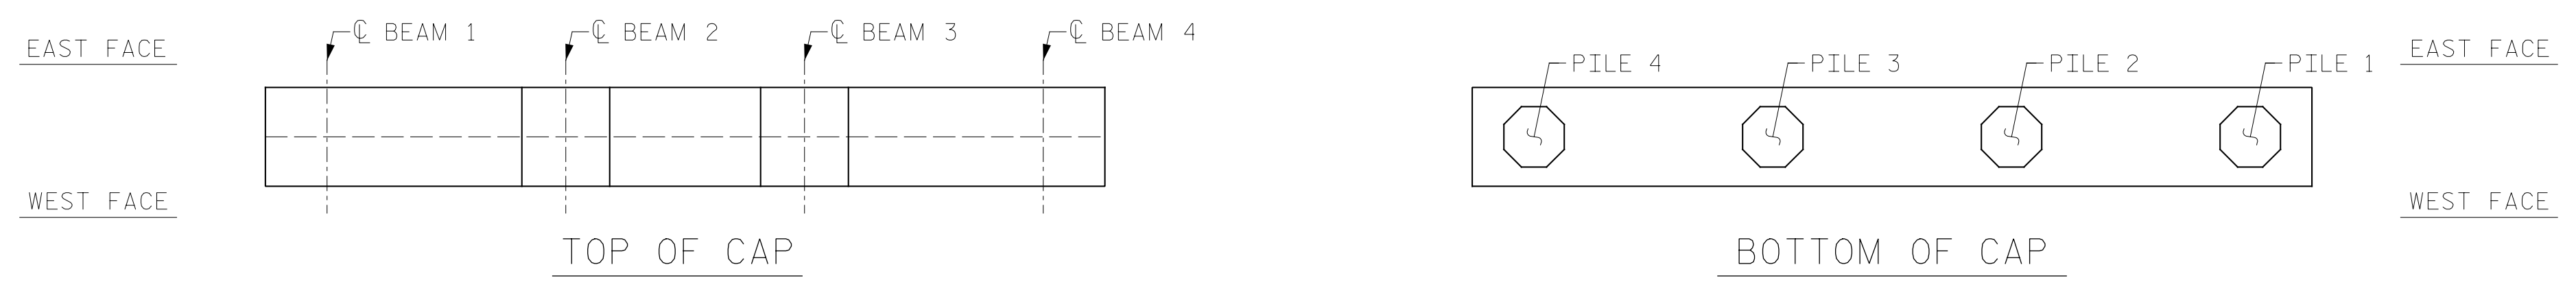 ℄ BEAM 1
℄ BEAM 2
℄ BEAM 3
℄ BEAM 4
EAST FACE
WEST FACE
TOP OF CAP
PILE 4
PILE 3
PILE 2
PILE 1
EAST FACE
WEST FACE
BOTTOM OF CAP